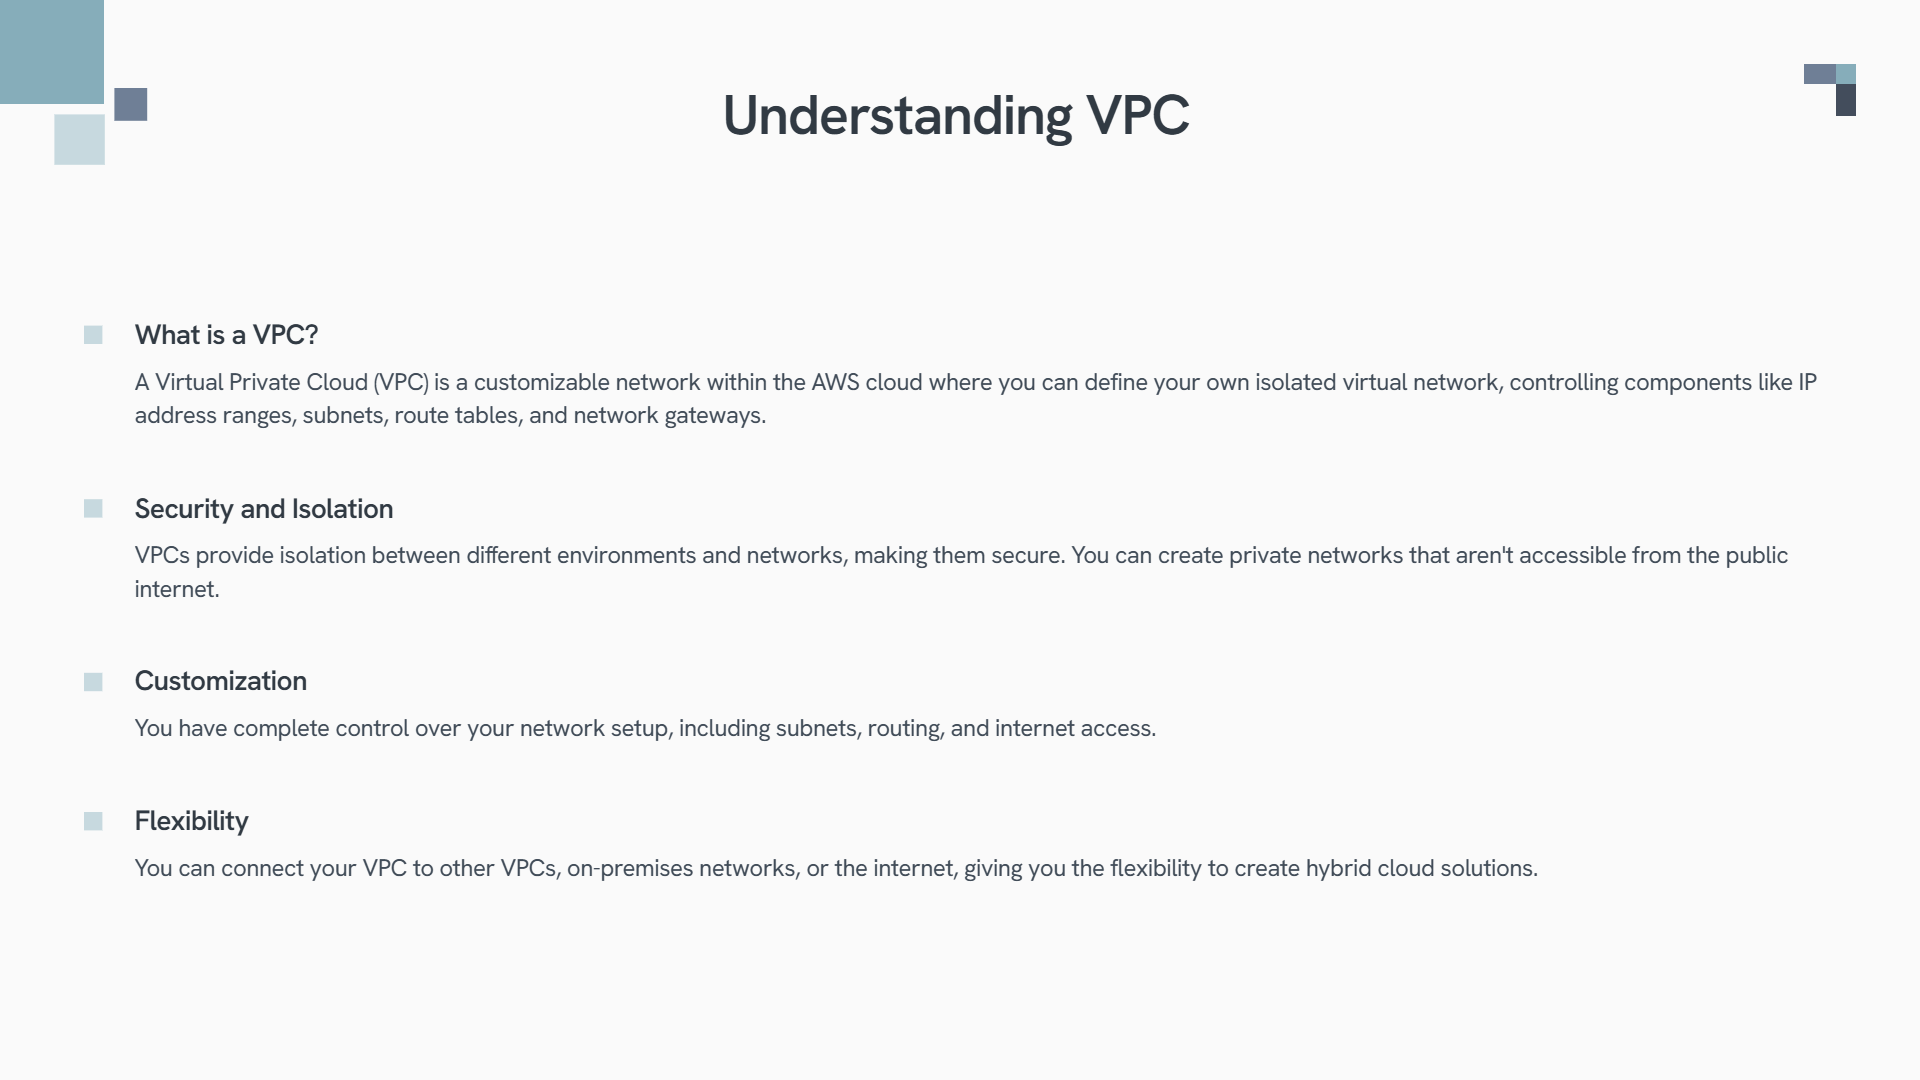 Understanding VPC
What is a VPC?
A Virtual Private Cloud (VPC) is a customizable network within the AWS cloud where you can define your own isolated virtual network, controlling components like IP
address ranges, subnets, route tables, and network gateways.
Security and Isolation
VPCs provide isolation between different environments and networks, making them secure. You can create private networks that aren't accessible from the public
internet.
Customization
You have complete control over your network setup, including subnets, routing, and internet access.
Flexibility
You can connect your VPC to other VPCs, on-premises networks, or the internet, giving you the flexibility to create hybrid cloud solutions.